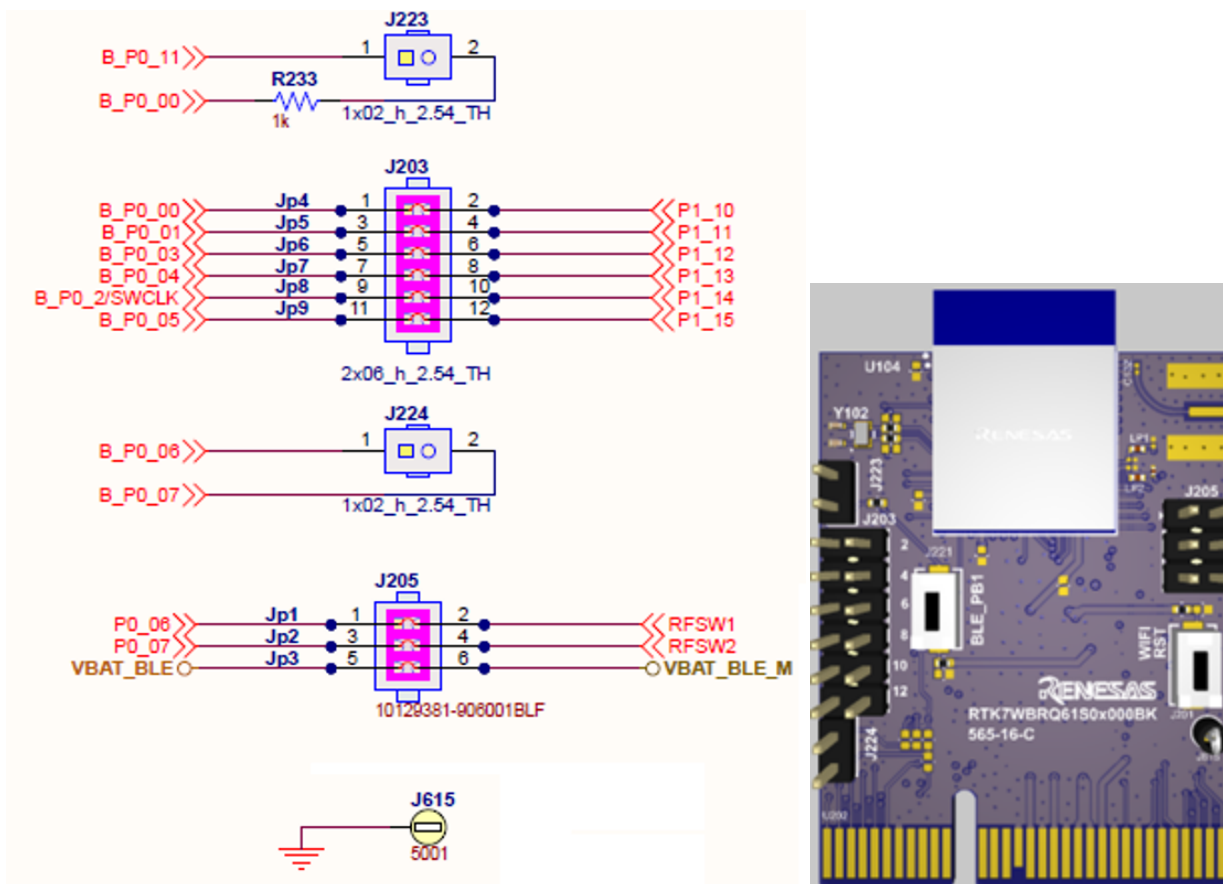 J223
B_P0_11 1 2
R233
B_P0_00
1k 1x02_h_2.54_TH
J203
B_P0_00 Jp4 1 2 P1_10
B_P0_01 Jp5 3 4 P1_11
B_P0_03 Jp6 5 6 P1_12
B_P0_04 Jp7 7 8 P1_13
B_P0_2/SWCLK Jp8 9 10 P1_14
B_P0_05 Jp9 11 12 P1_15
2x06_h_2.54_TH
J224
B_P0_06 1 2
B_P0_07
1x02_h_2.54_TH
J205
P0_06 Jp1 1 2 RFSW1
P0_07 Jp2 3 4 RFSW2
VBAT_BLE Jp3 5 6 VBAT_BLE_M
10129381-906001BLF
J615
5001
U104
Y102
RENESAS
LP1
LP2
J223
J205
J203
2
J221
4
BLE_PB1
6
8
WIFI
RST
10
12
RENESAS
RTK7WBRQ61S0x000BK
J201
565-16-C
J224
U202